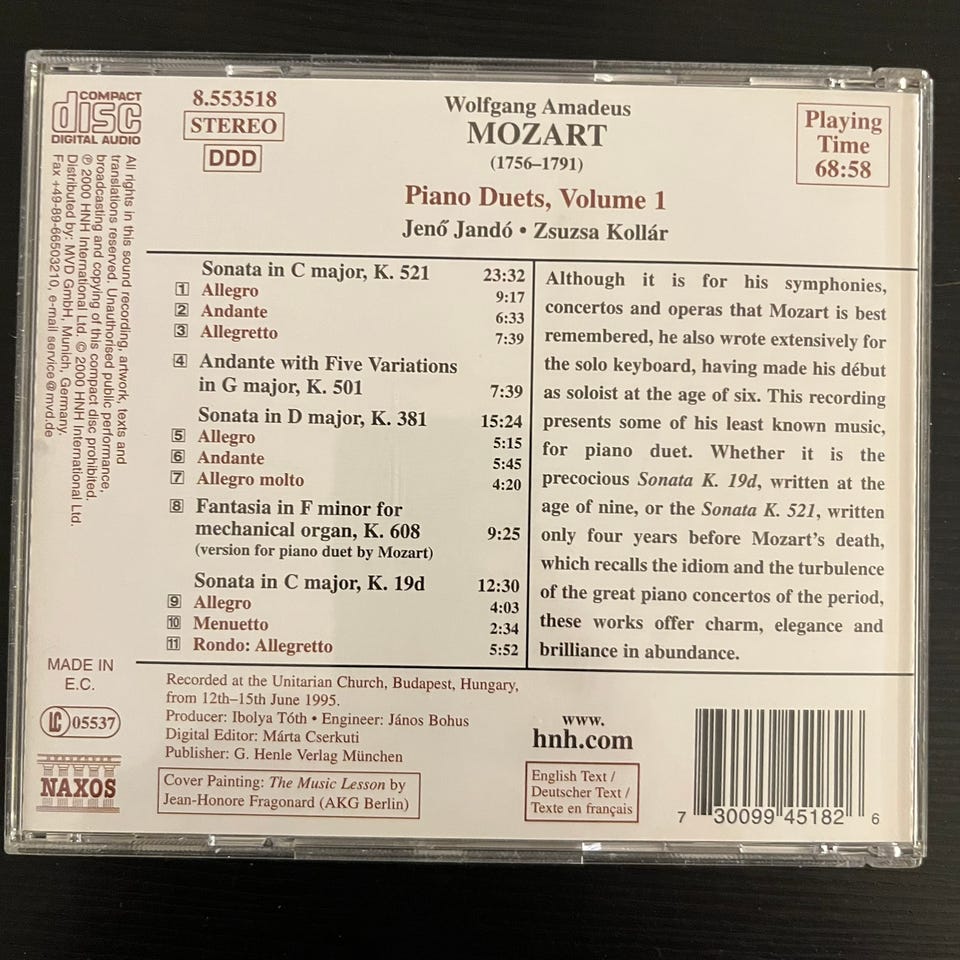 COMPACT
disc
DIGITAL AUDIO
8.553518
STEREO
DDD
Wolfgang Amadeus
MOZART
(1756–1791)
Piano Duets, Volume 1
Jenő Jandó • Zsuzsa Kollár
Playing
Time
68:58
All rights in this sound recording, artwork, texts and
translations reserved. Unauthorised public performance,
broadcasting and copying of this compact disc prohibited.
℗ 2000 HNH International Ltd. © 2000 HNH International Ltd.
Distributed by: MVD GmbH, Munich, Germany.
Fax +49-89-66503210, e-mail service@mvd.de
Sonata in C major, K. 521 23:32
1 Allegro 9:17
2 Andante 6:33
3 Allegretto 7:39
4 Andante with Five Variations
in G major, K. 501 7:39
Sonata in D major, K. 381 15:24
5 Allegro 5:15
6 Andante 5:45
7 Allegro molto 4:20
8 Fantasia in F minor for
mechanical organ, K. 608 9:25
(version for piano duet by Mozart)
Sonata in C major, K. 19d 12:30
9 Allegro 4:03
10 Menuetto 2:34
11 Rondo: Allegretto 5:52
Although it is for his symphonies,
concertos and operas that Mozart is best
remembered, he also wrote extensively for
the solo keyboard, having made his début
as soloist at the age of six. This recording
presents some of his least known music,
for piano duet. Whether it is the
precocious Sonata K. 19d, written at the
age of nine, or the Sonata K. 521, written
only four years before Mozart's death,
which recalls the idiom and the turbulence
of the great piano concertos of the period,
these works offer charm, elegance and
brilliance in abundance.
MADE IN
E.C.
LC 05537
NAXOS
Recorded at the Unitarian Church, Budapest, Hungary,
from 12th–15th June 1995.
Producer: Ibolya Tóth • Engineer: János Bohus
Digital Editor: Márta Cserkuti
Publisher: G. Henle Verlag München
Cover Painting: The Music Lesson by
Jean-Honore Fragonard (AKG Berlin)
www.
hnh.com
English Text /
Deutscher Text /
Texte en français
7 30099 45182 6